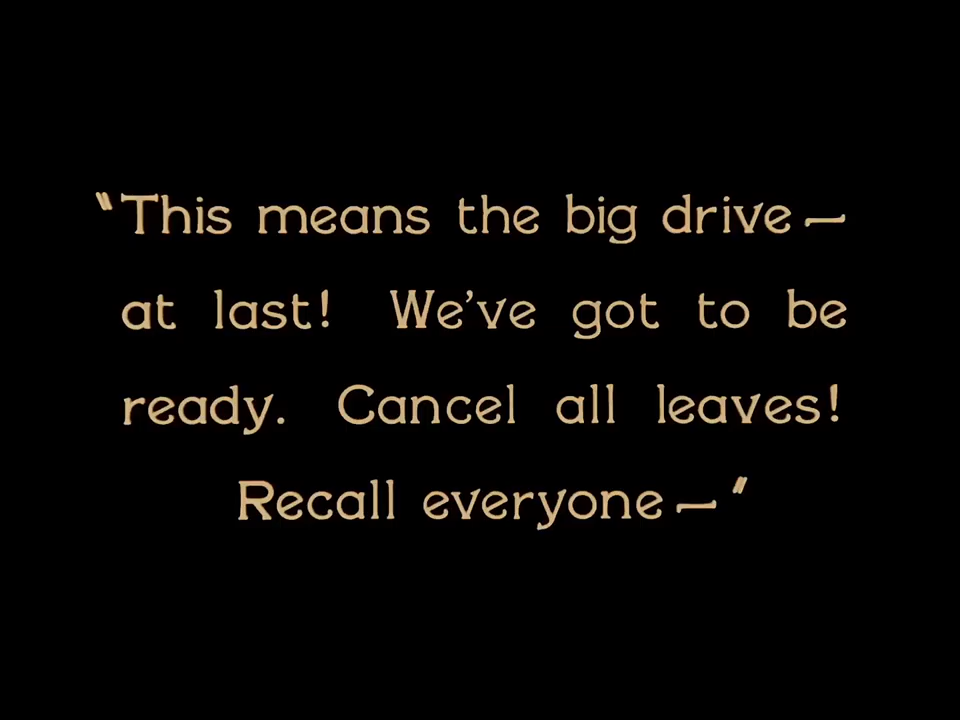 “This means the big drive—
at last! We’ve got to be
ready. Cancel all leaves!
Recall everyone—”